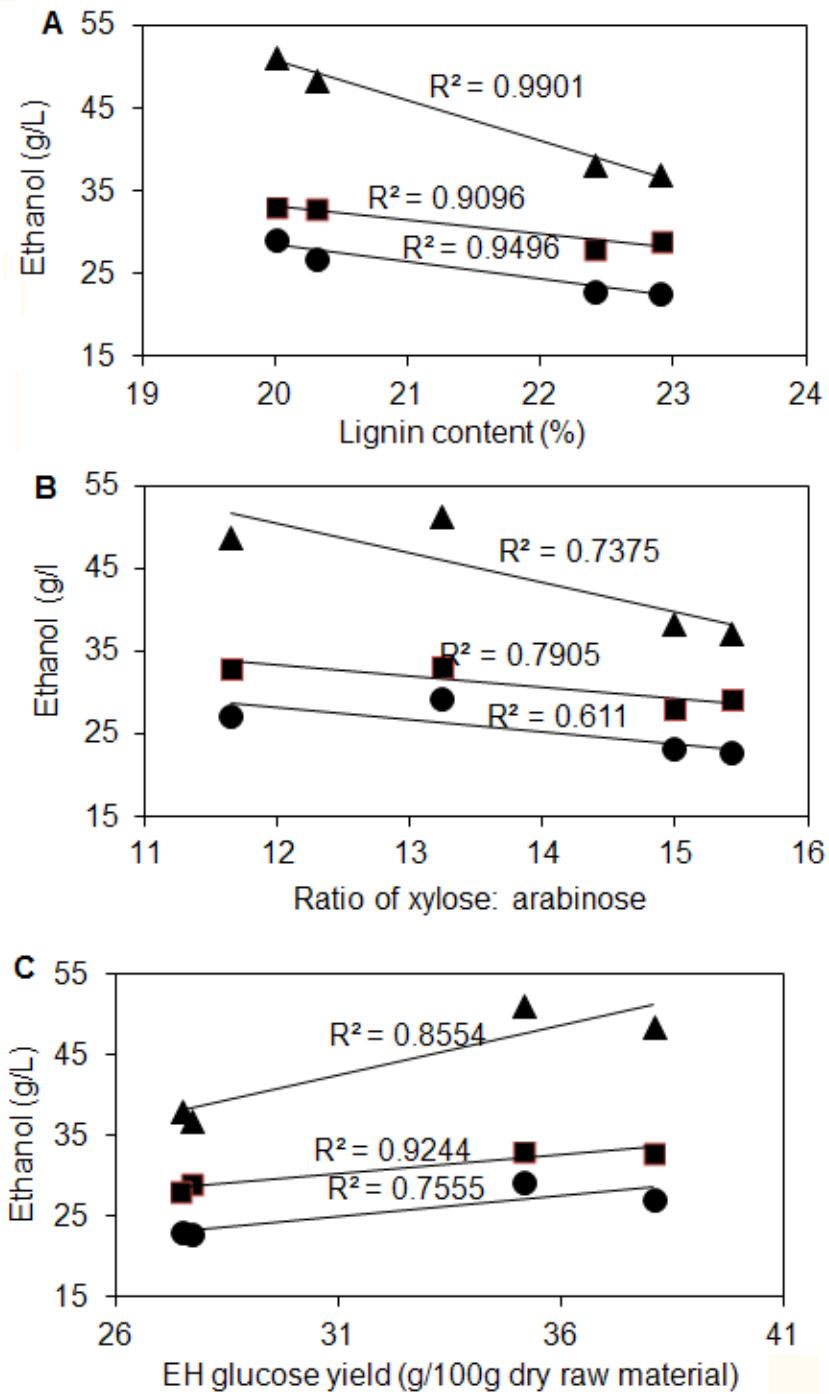 A
55
45
35
25
15
Ethanol (g/L)
R² = 0.9901
R² = 0.9096
R² = 0.9496
19 20 21 22 23 24
Lignin content (%)
B
55
45
35
25
15
Ethanol (g/l
R² = 0.7375
R² = 0.7905
R² = 0.611
11 12 13 14 15 16
Ratio of xylose: arabinose
C
55
45
35
25
15
Ethanol (g/L)
R² = 0.8554
R² = 0.9244
R² = 0.7555
26 31 36 41
EH glucose yield (g/100g dry raw material)